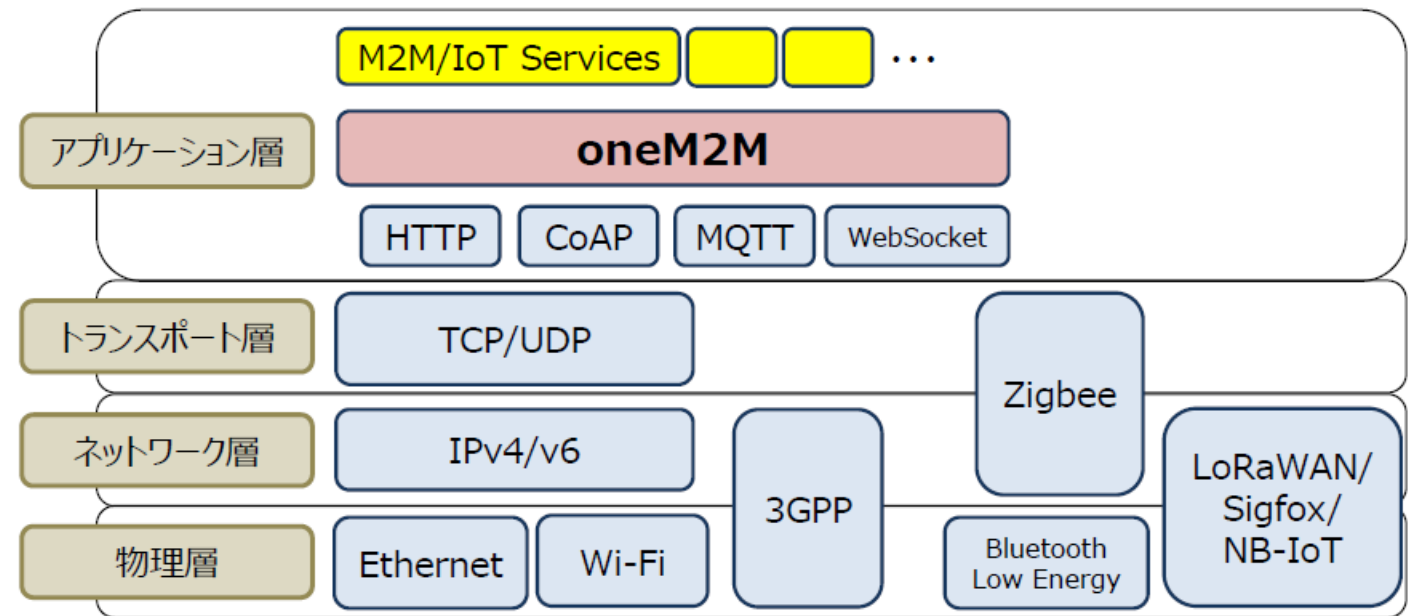 M2M/IoT Services
・・・
アプリケーション層
oneM2M
HTTP
CoAP
MQTT
WebSocket
トランスポート層
TCP/UDP
Zigbee
ネットワーク層
IPv4/v6
3GPP
LoRaWAN/
Sigfox/
NB-IoT
物理層
Ethernet
Wi-Fi
Bluetooth
Low Energy